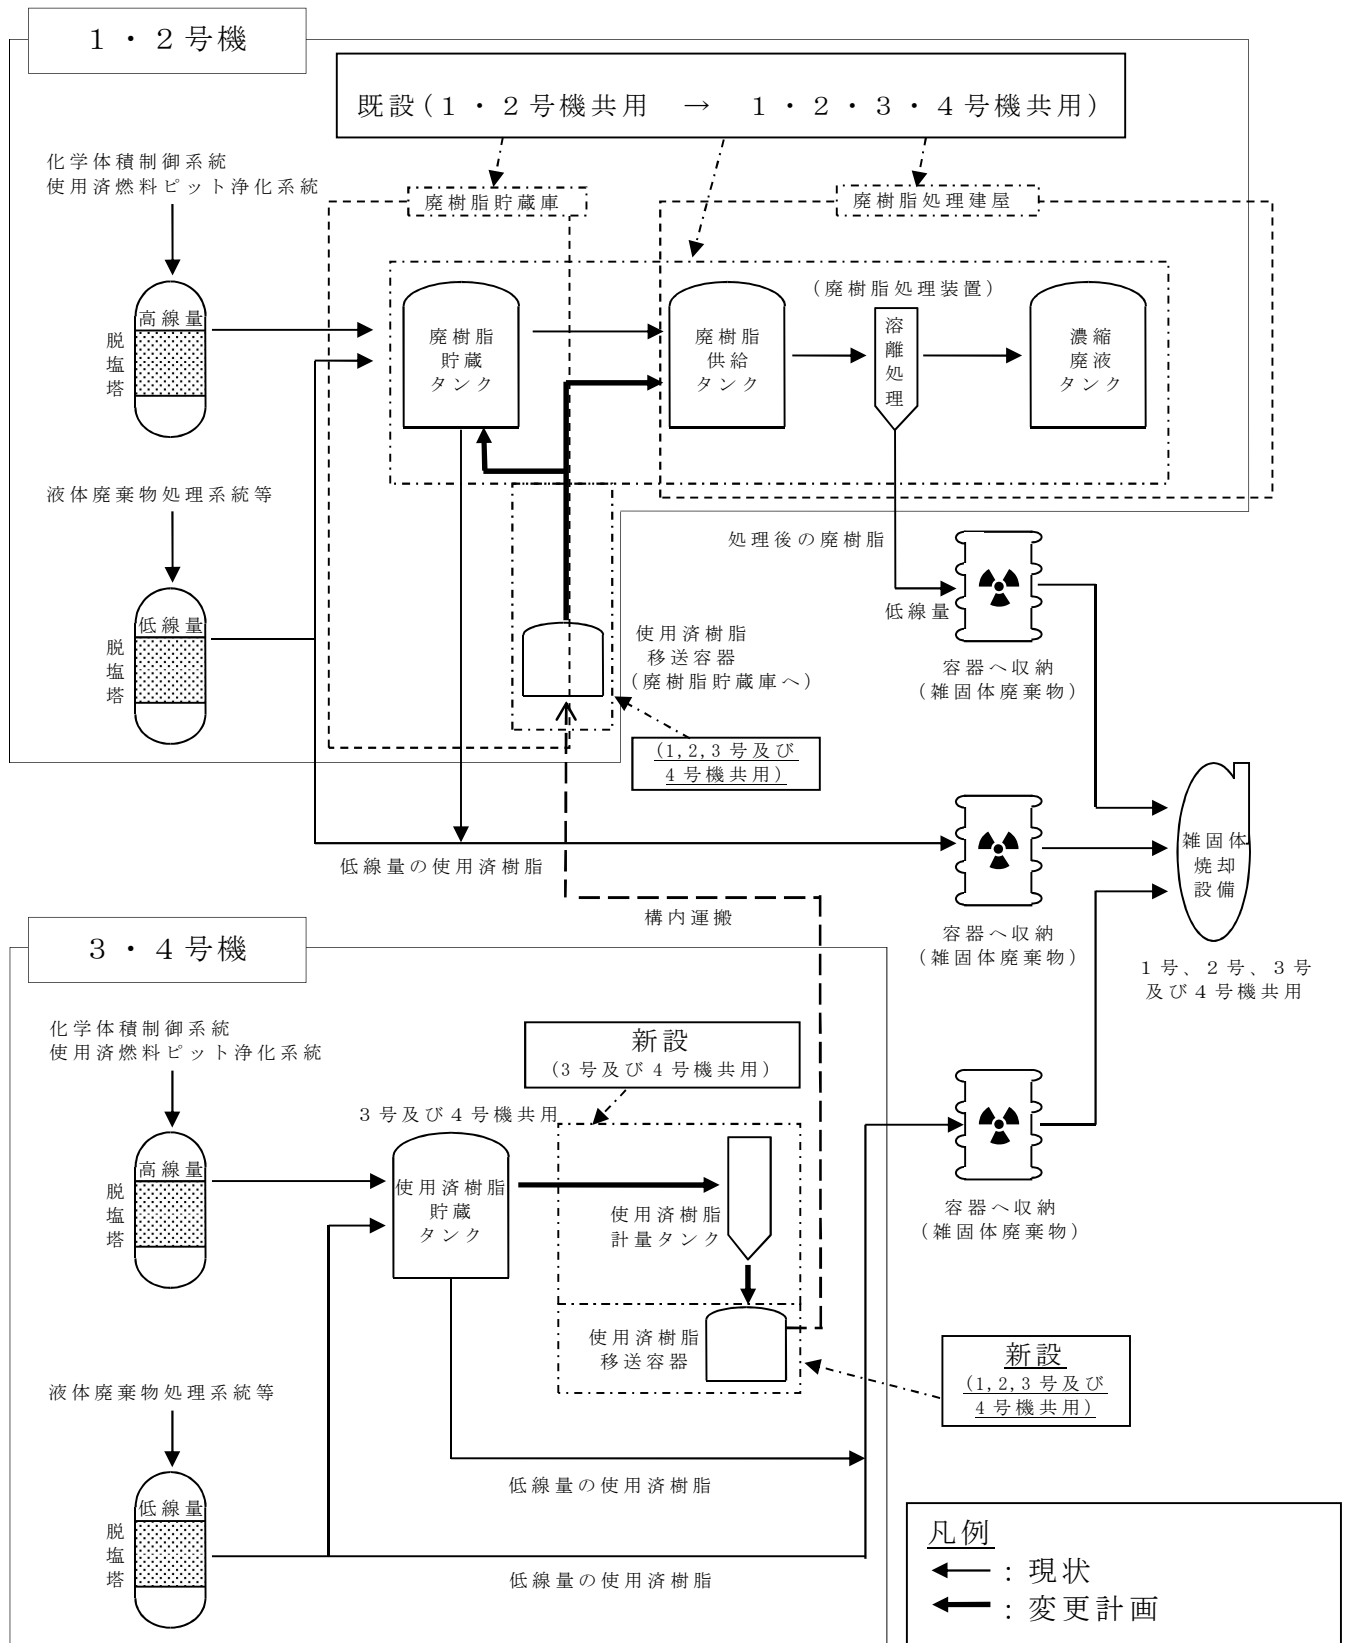 １・２号機
既設(１・２号機共用　→　１・２・３・４号機共用)
化学体積制御系統
使用済燃料ピット浄化系統
廃樹脂貯蔵庫
廃樹脂処理建屋
(廃樹脂処理装置)
高線量
脱塩塔
廃樹脂
貯蔵
タンク
廃樹脂
供給
タンク
溶離処理
濃縮
廃液
タンク
液体廃棄物処理系統等
処理後の廃樹脂
低線量
低線量
脱塩塔
使用済樹脂
移送容器
(廃樹脂貯蔵庫へ)
容器へ収納
(雑固体廃棄物)
(1,2,3号及び
4号機共用)
雑固体
焼却
設備
低線量の使用済樹脂
構内運搬
容器へ収納
(雑固体廃棄物)
1号、2号、3号
及び4号機共用
３・４号機
化学体積制御系統
使用済燃料ピット浄化系統
新設
(3号及び4号機共用)
3号及び4号機共用
高線量
脱塩塔
使用済樹脂
貯蔵
タンク
使用済樹脂
計量タンク
容器へ収納
(雑固体廃棄物)
使用済樹脂
移送容器
新設
(1,2,3号及び
4号機共用)
液体廃棄物処理系統等
低線量の使用済樹脂
低線量
脱塩塔
低線量の使用済樹脂
凡例
：現状
：変更計画